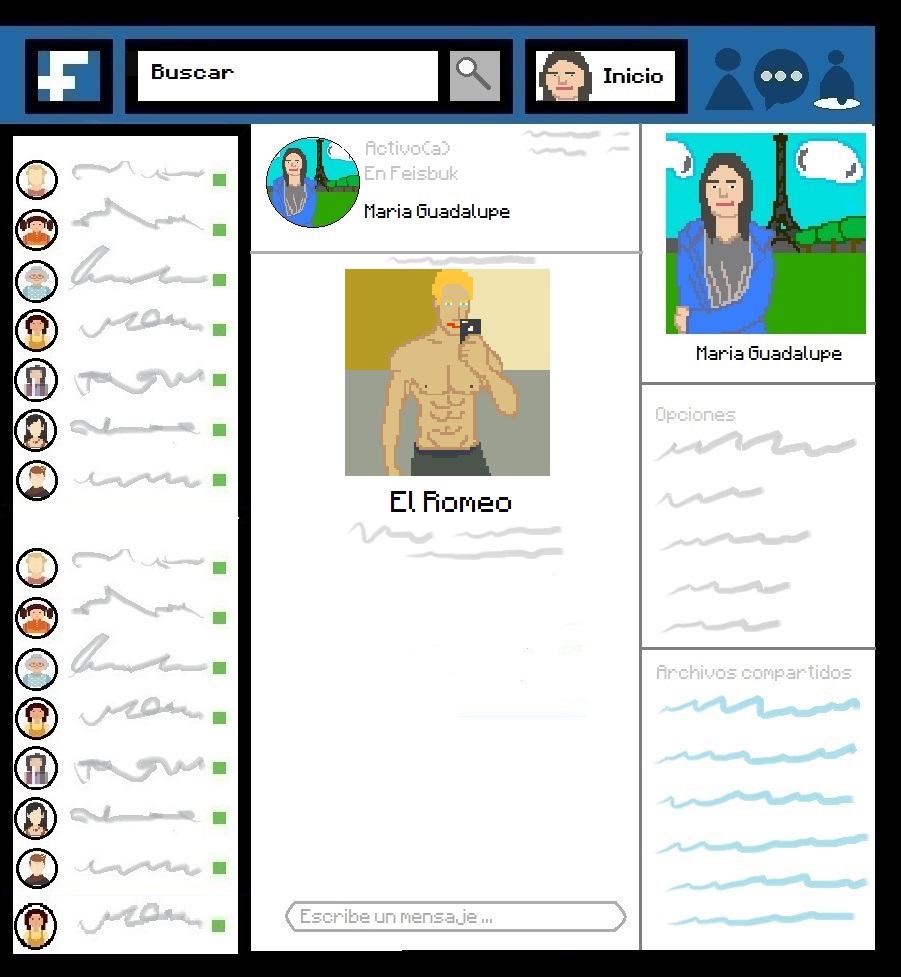 F
Buscar
Inicio
Activo(a)
En Feisbuk
Maria Guadalupe
El Romeo
Escribe un mensaje ...
Maria Guadalupe
Opciones
Archivos compartidos